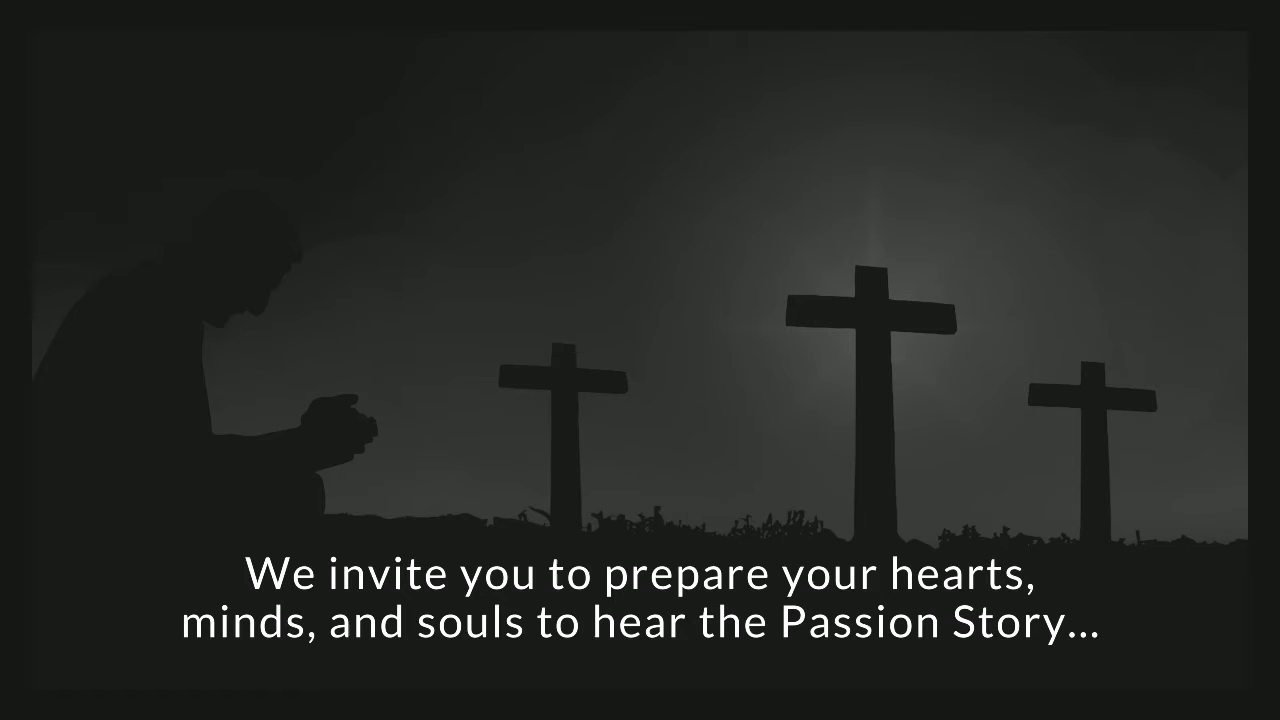 We invite you to prepare your hearts,
minds, and souls to hear the Passion Story...